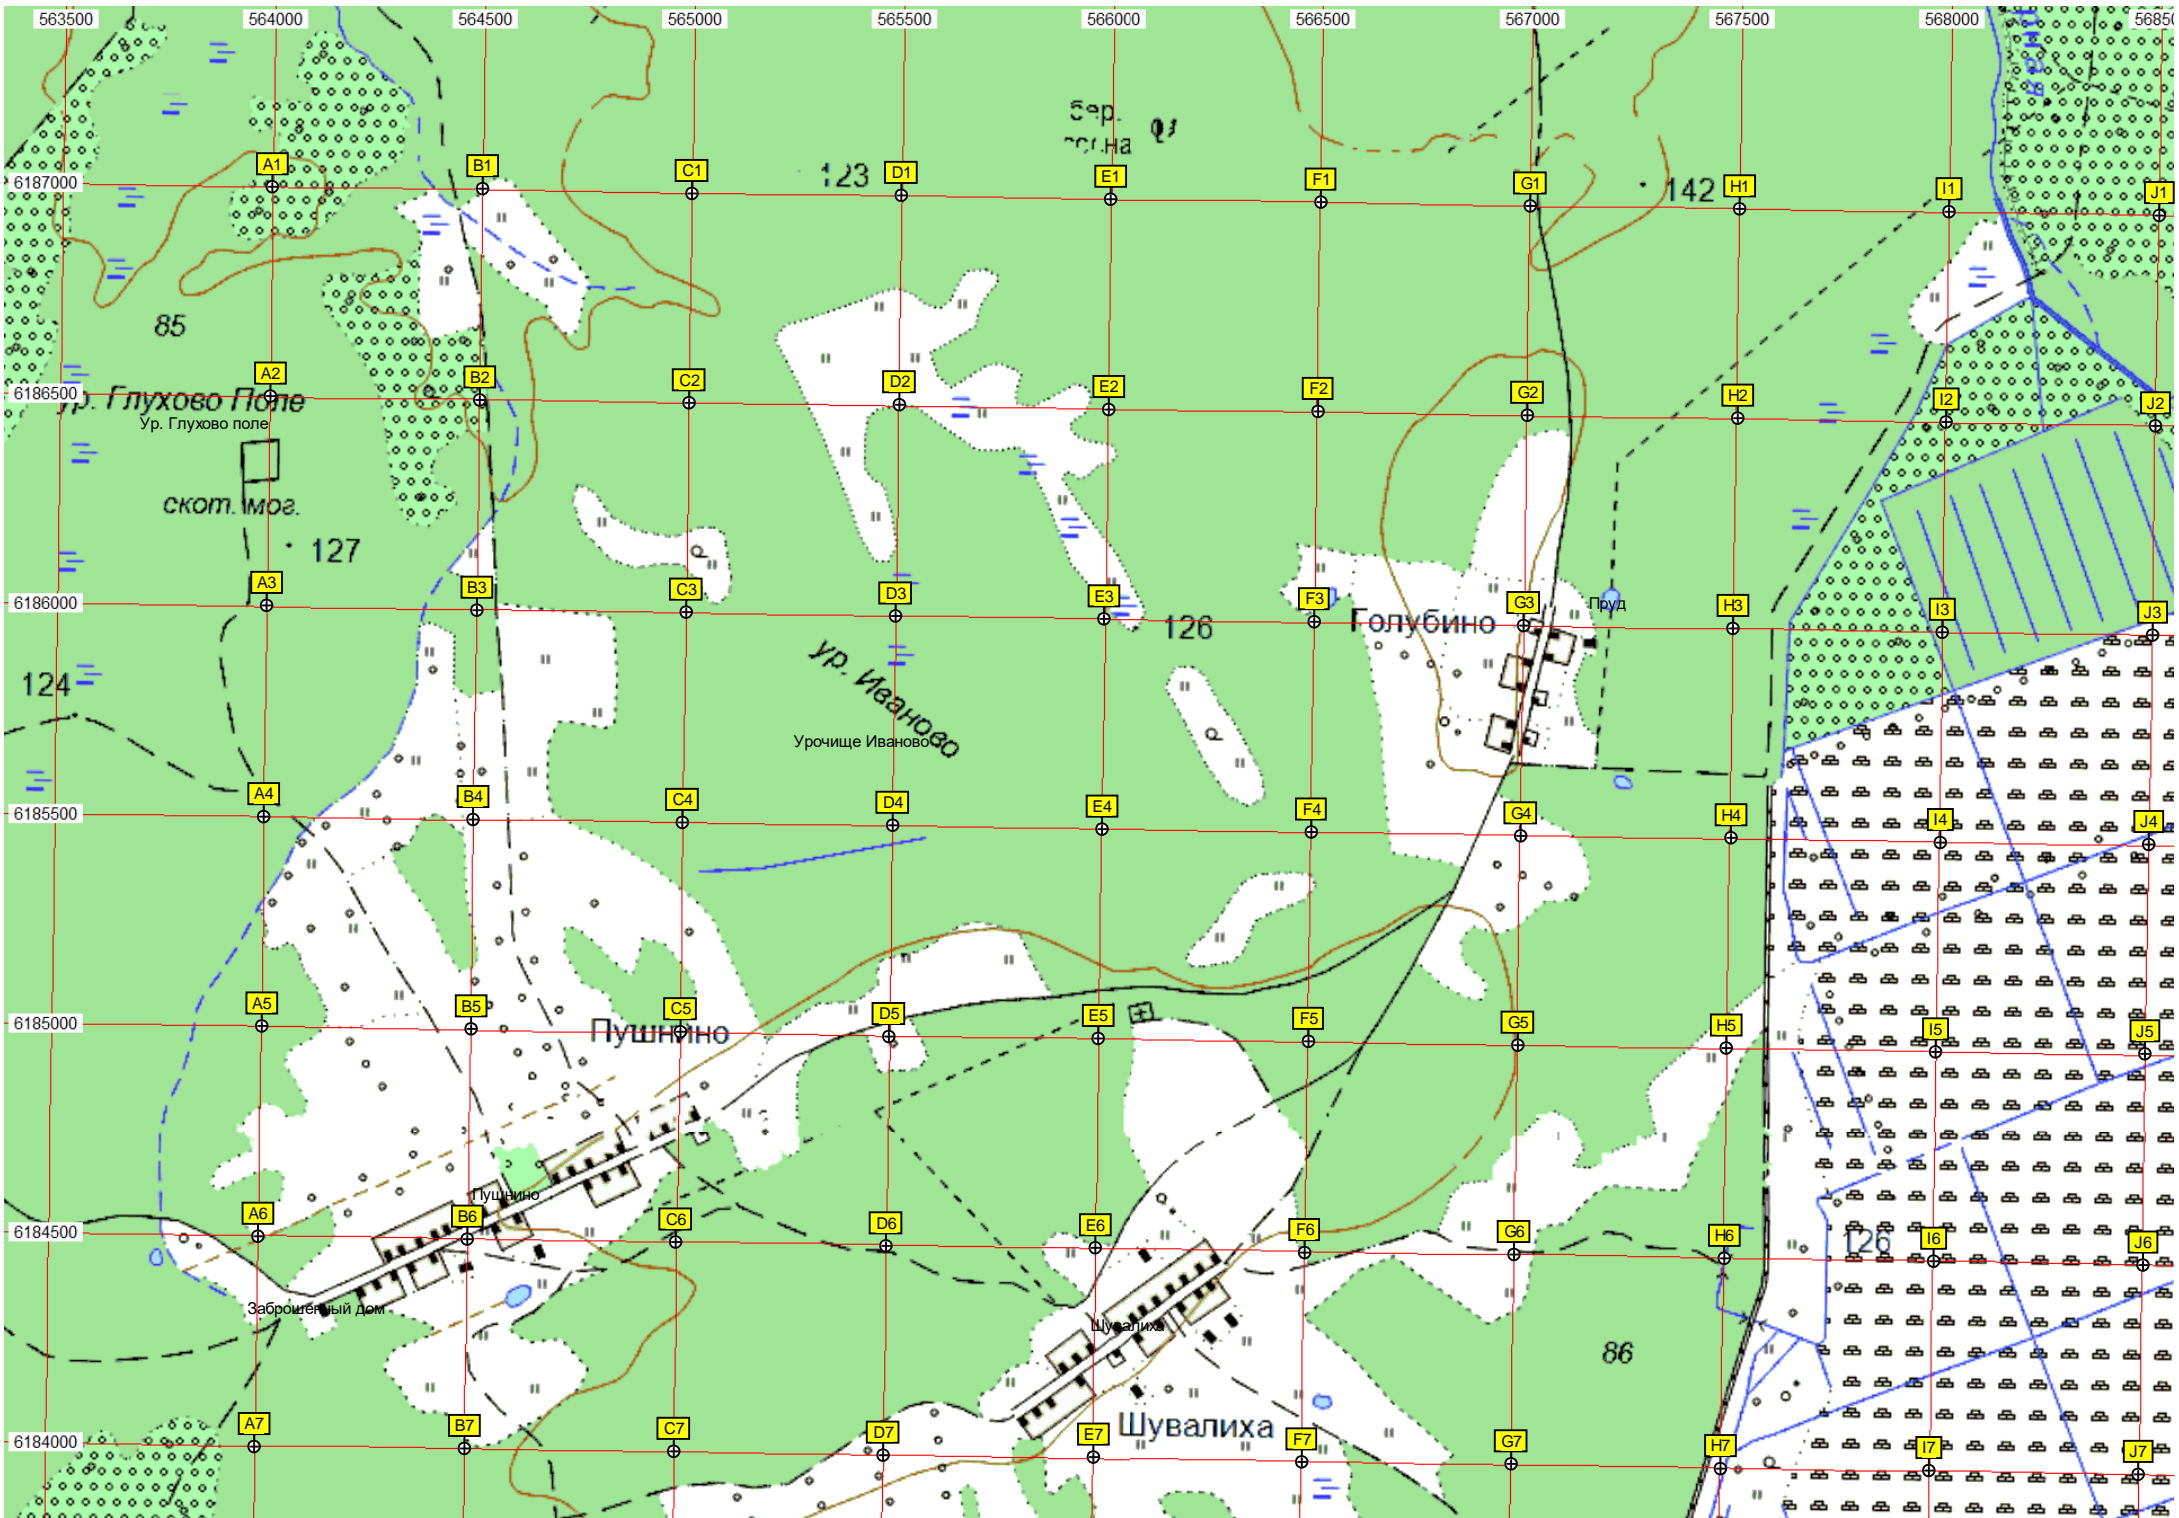 563500 564000 564500 565000 565500 566000 566500 567000 567500 568000
123
142
A1 B1 C1 D1 E1 F1 G1 H1 I1 J1
6187000
85
A2 B2 C2 D2 E2 F2 G2 H2 I2 J2
6186500
ур. Глухово Поле
Ур. Глухово поле
скот. мог.
127
A3 B3 C3 D3 E3 F3 G3 H3 I3 J3
6186000
Пруд
Голубино
126
124
ур. Иваново
Урочище Иваново
A4 B4 C4 D4 E4 F4 G4 H4 I4 J4
6185500
A5 B5 C5 D5 E5 F5 G5 H5 I5 J5
6185000
Пушнино
Пушнино
A6 B6 C6 D6 E6 F6 G6 H6 I6 J6
6184500
126
Заброшенный дом
Шувалиха
86
Шувалиха
A7 B7 C7 D7 E7 F7 G7 H7 I7 J7
6184000